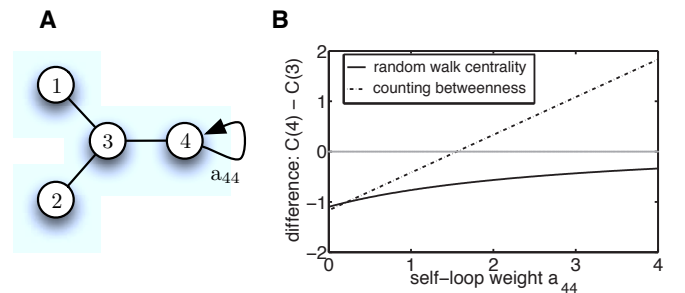 A
1
3
4
2
a44
B
difference: C(4) − C(3)
2
1
0
−1
−2
random walk centrality
counting betweenness
0 1 2 3 4
self−loop weight a 44